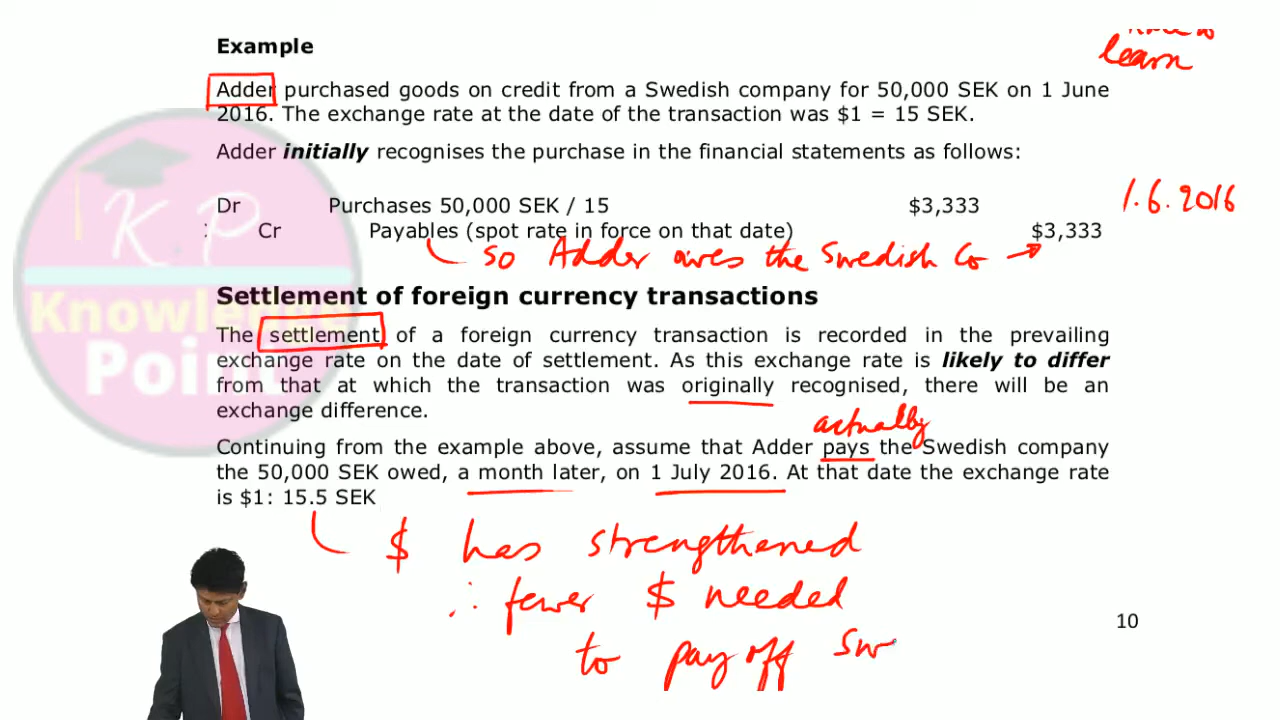 Example
learn
Adder purchased goods on credit from a Swedish company for 50,000 SEK on 1 June
2016. The exchange rate at the date of the transaction was $1 = 15 SEK.
Adder initially recognises the purchase in the financial statements as follows:
Dr Purchases 50,000 SEK / 15 $3,333
1.6.2016
Cr Payables (spot rate in force on that date) $3,333
so Adder owes the Swedish Co →
Settlement of foreign currency transactions
The settlement of a foreign currency transaction is recorded in the prevailing
exchange rate on the date of settlement. As this exchange rate is likely to differ
from that at which the transaction was originally recognised, there will be an
exchange difference.
actually
Continuing from the example above, assume that Adder pays the Swedish company
the 50,000 SEK owed, a month later, on 1 July 2016. At that date the exchange rate
is $1: 15.5 SEK
$ has strengthened
∴ fewer $ needed
to pay off Sw
10
K.P
Knowledge
Point